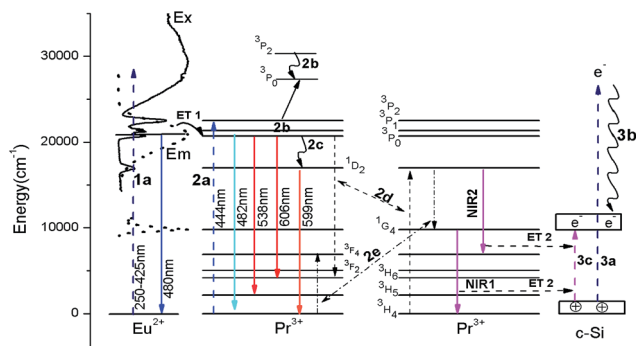 Energy(cm⁻¹)
35000
30000
20000
10000
0
Ex
Em
1a
250-425nm
480nm
Eu²⁺
ET 1
³P₂
³P₀
2b
2b
2c
2a
444nm
482nm
538nm
606nm
599nm
¹D₂
2d
2e
¹G₄
³F₄
³F₂
³H₆
³H₅
³H₄
Pr³⁺
³P₂
³P₁
³P₀
NIR2
NIR1
ET 2
ET 2
Pr³⁺
e⁻
3b
e⁻ e⁻
3c
3a
⊕ ⊕
c-Si